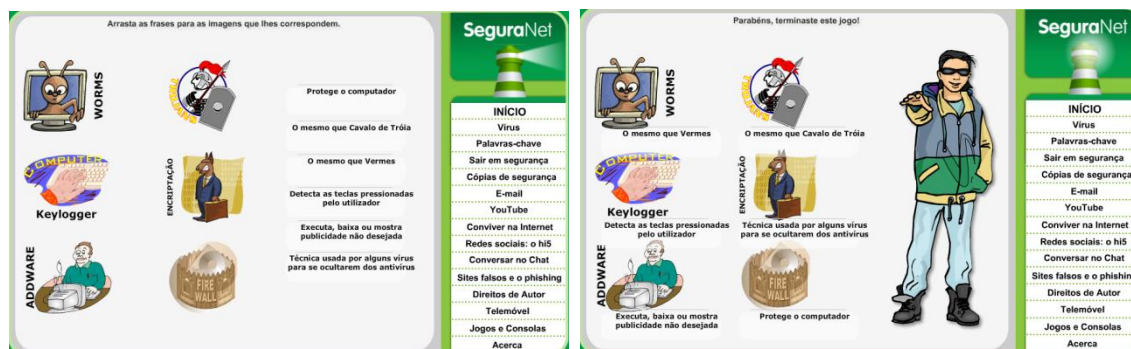 Arrasta as frases para as imagens que lhes correspondem.
WORMS
Protege o computador
O mesmo que Cavalo de Tróia
COMPUTER
Keylogger
ENCRIPTAÇÃO
O mesmo que Vermes
Detecta as teclas pressionadas
pelo utilizador
Executa, baixa ou mostra
publicidade não desejada
Técnica usada por alguns vírus
para se ocultarem dos antivírus
ADDWARE
FIRE
WALL
SeguraNet
INÍCIO
Vírus
Palavras-chave
Sair em segurança
Cópias de segurança
E-mail
YouTube
Conviver na Internet
Redes sociais: o hi5
Conversar no Chat
Sites falsos e o phishing
Direitos de Autor
Telemóvel
Jogos e Consolas
Acerca
Parabéns, terminaste este jogo!
WORMS
O mesmo que Vermes
O mesmo que Cavalo de Tróia
COMPUTER
Keylogger
ENCRIPTAÇÃO
Detecta as teclas pressionadas
pelo utilizador
Técnica usada por alguns vírus
para se ocultarem dos antivírus
ADDWARE
FIRE
WALL
Executa, baixa ou mostra
publicidade não desejada
Protege o computador
SeguraNet
INÍCIO
Vírus
Palavras-chave
Sair em segurança
Cópias de segurança
E-mail
YouTube
Conviver na Internet
Redes sociais: o hi5
Conversar no Chat
Sites falsos e o phishin
Direitos de Autor
Telemóvel
Jogos e Consolas
Acerca